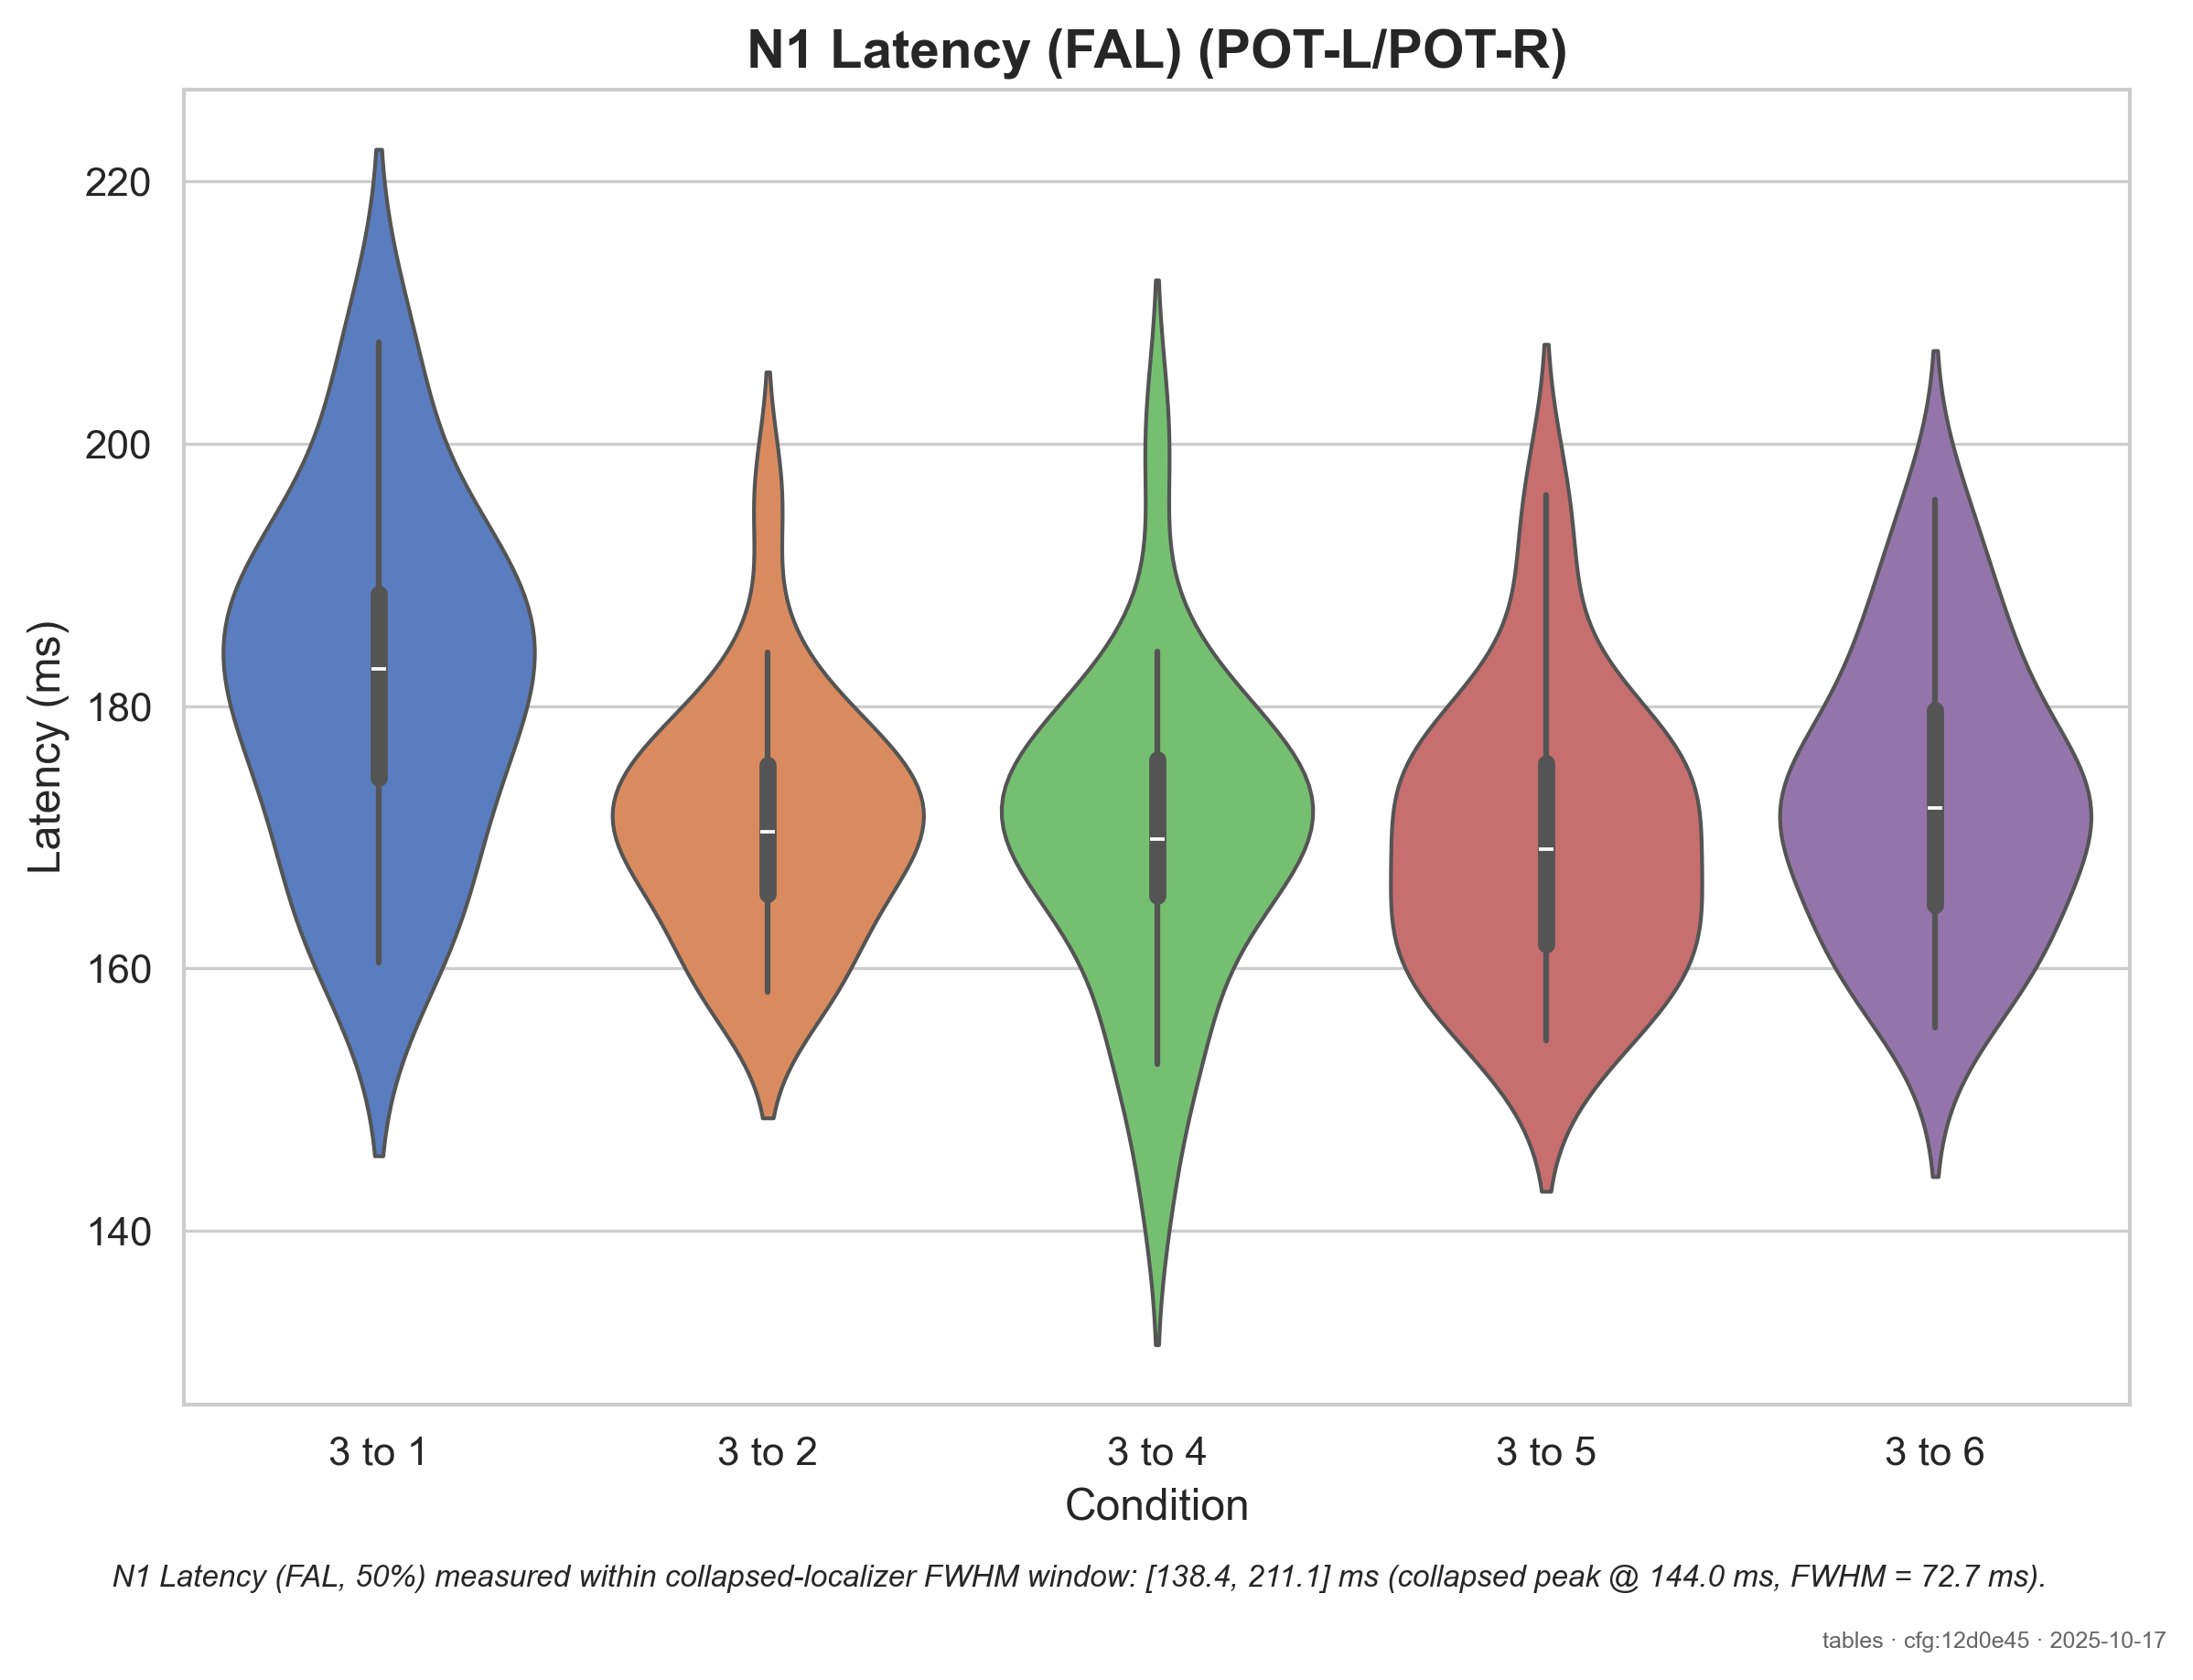 N1 Latency (FAL) (POT-L/POT-R)
Latency (ms)
220
200
180
160
140
3 to 1
3 to 2
3 to 4
3 to 5
3 to 6
Condition
N1 Latency (FAL, 50%) measured within collapsed-localizer FWHM window: [138.4, 211.1] ms (collapsed peak @ 144.0 ms, FWHM = 72.7 ms).
tables · cfg:12d0e45 · 2025-10-17